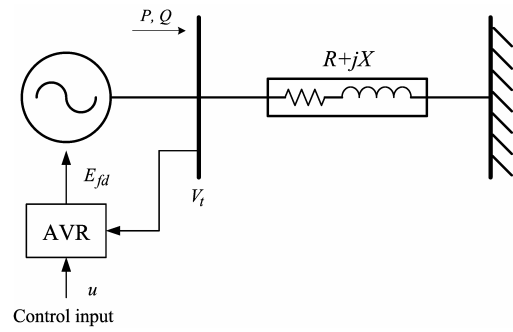 P, Q
R+jX
E_fd
V_t
AVR
u
Control input